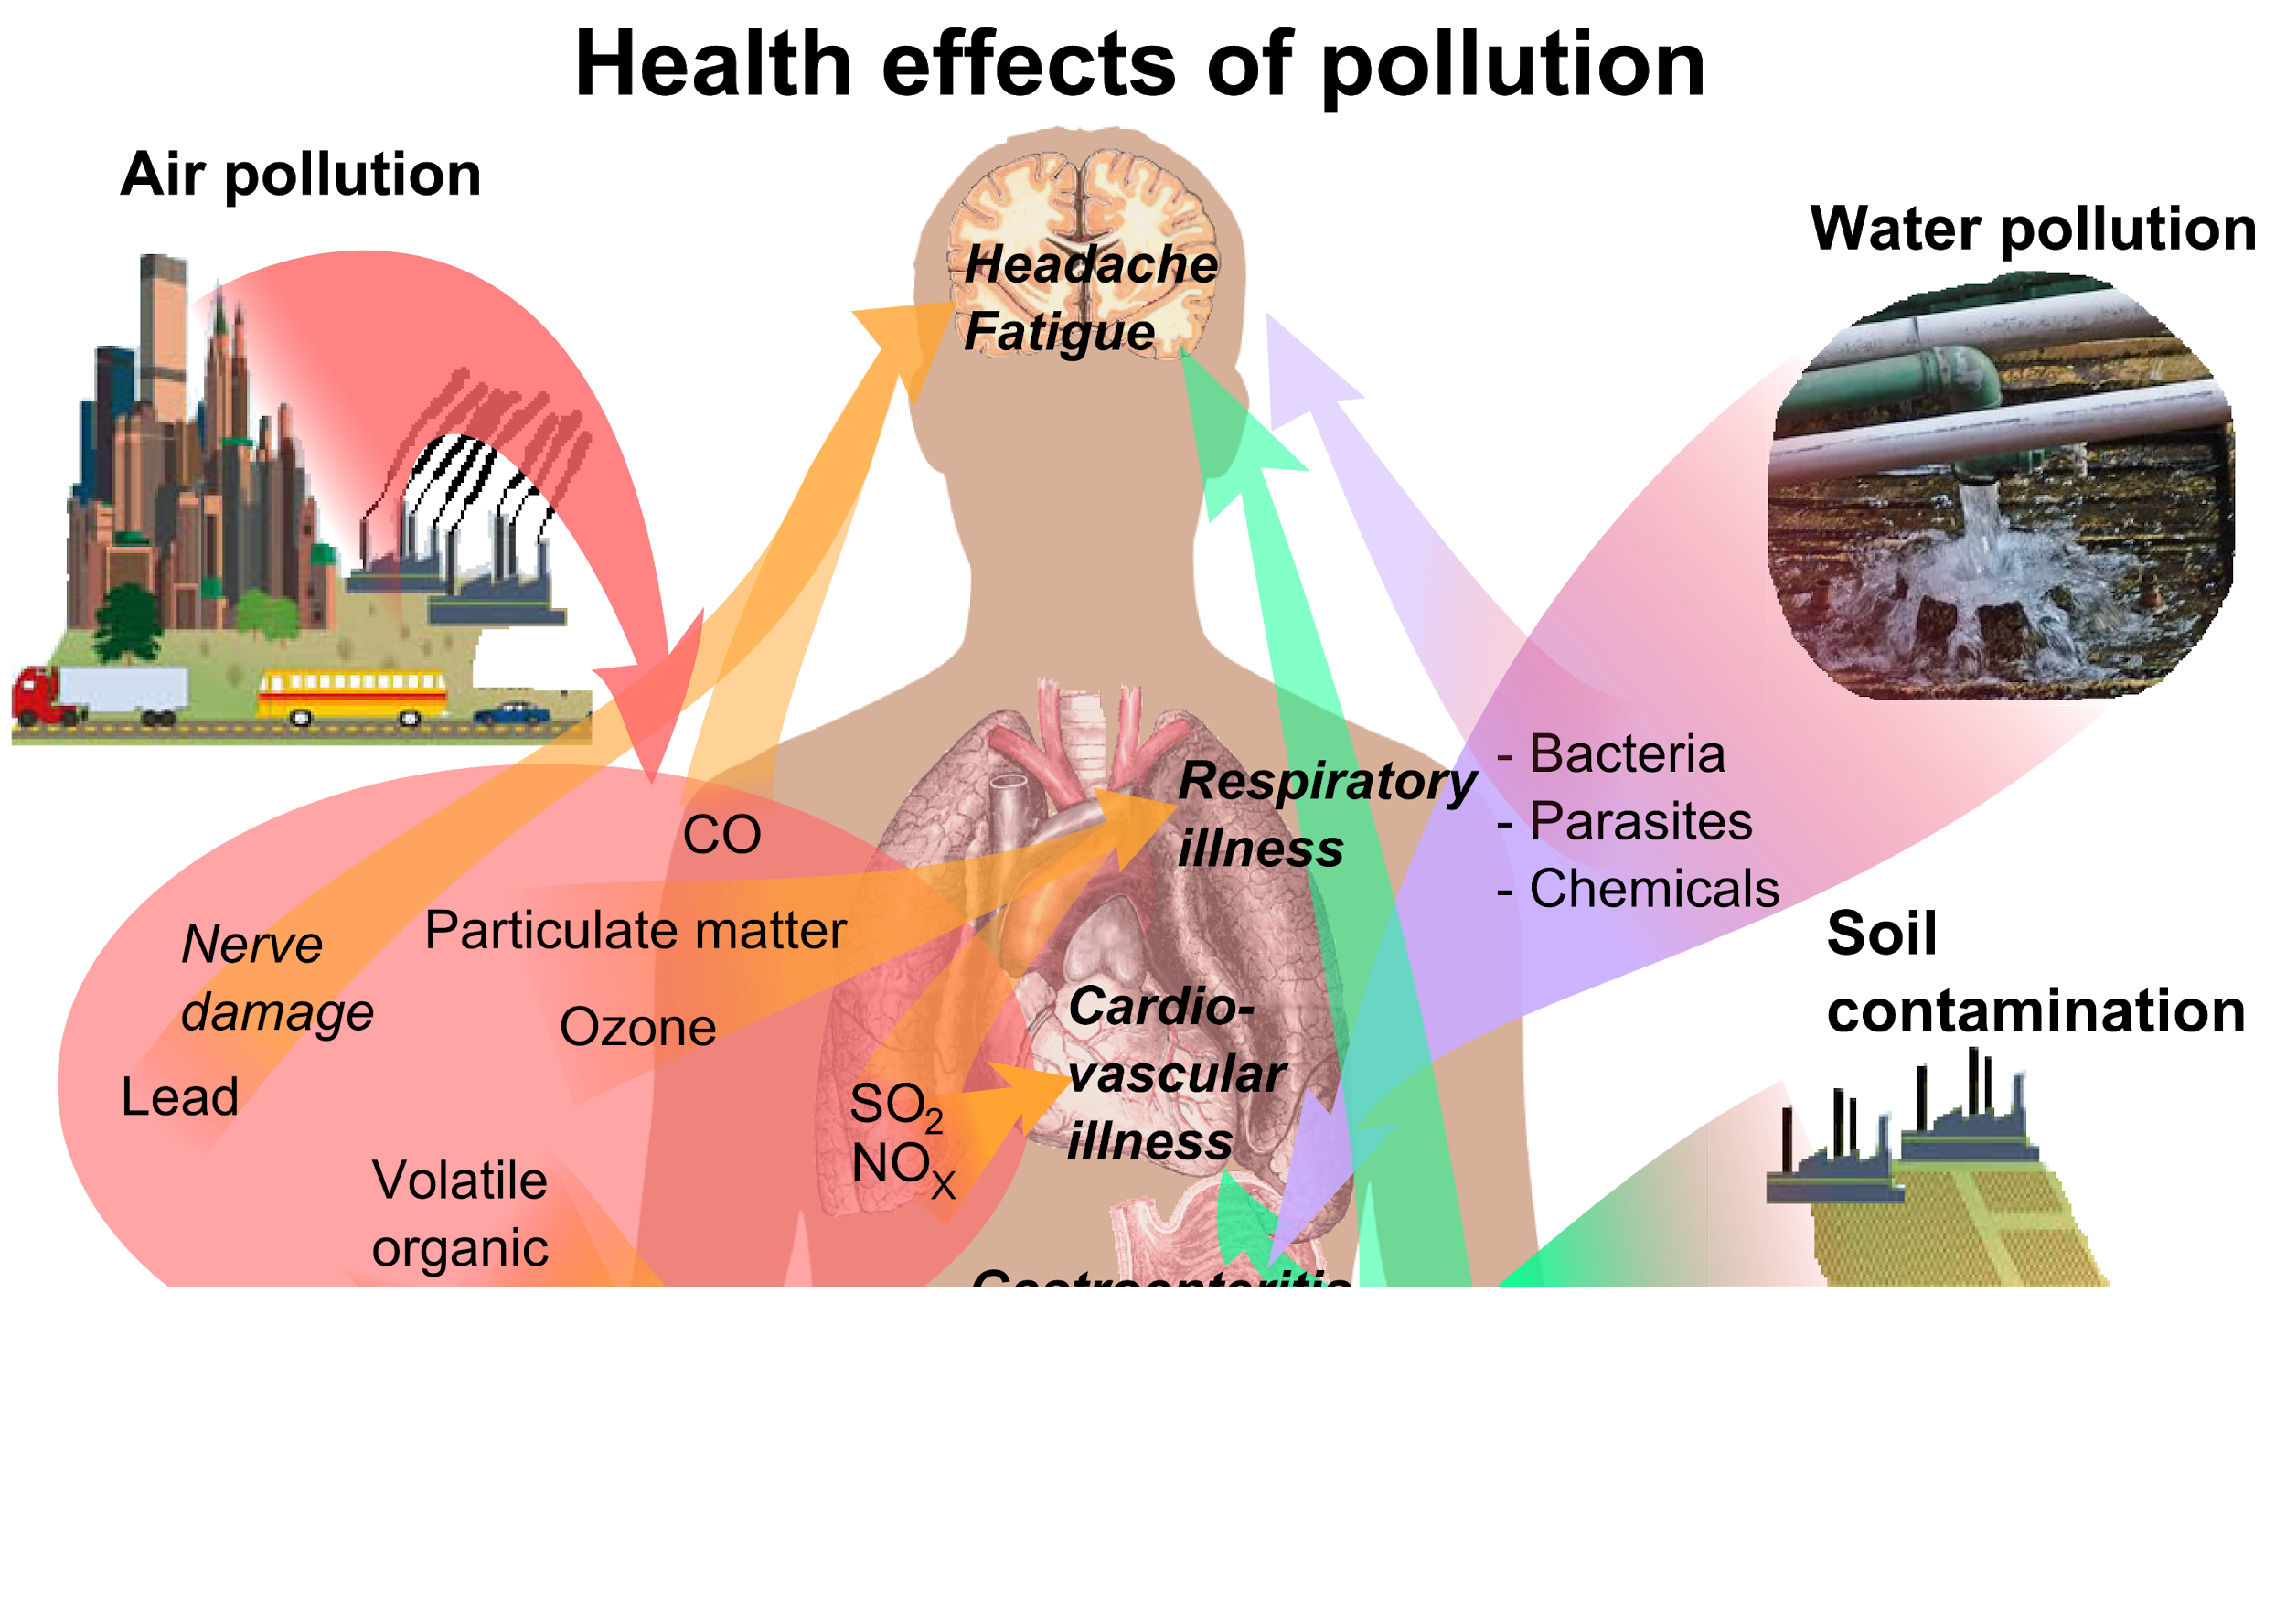 Health effects of pollution
Air pollution
Water pollution
Headache
Fatigue
CO
Particulate matter
Ozone
Nerve
damage
Lead
Volatile
organic
SO2
NOX
Respiratory
illness
Cardio-
vascular
illness
Gastroenteritis
- Bacteria
- Parasites
- Chemicals
Soil
contamination